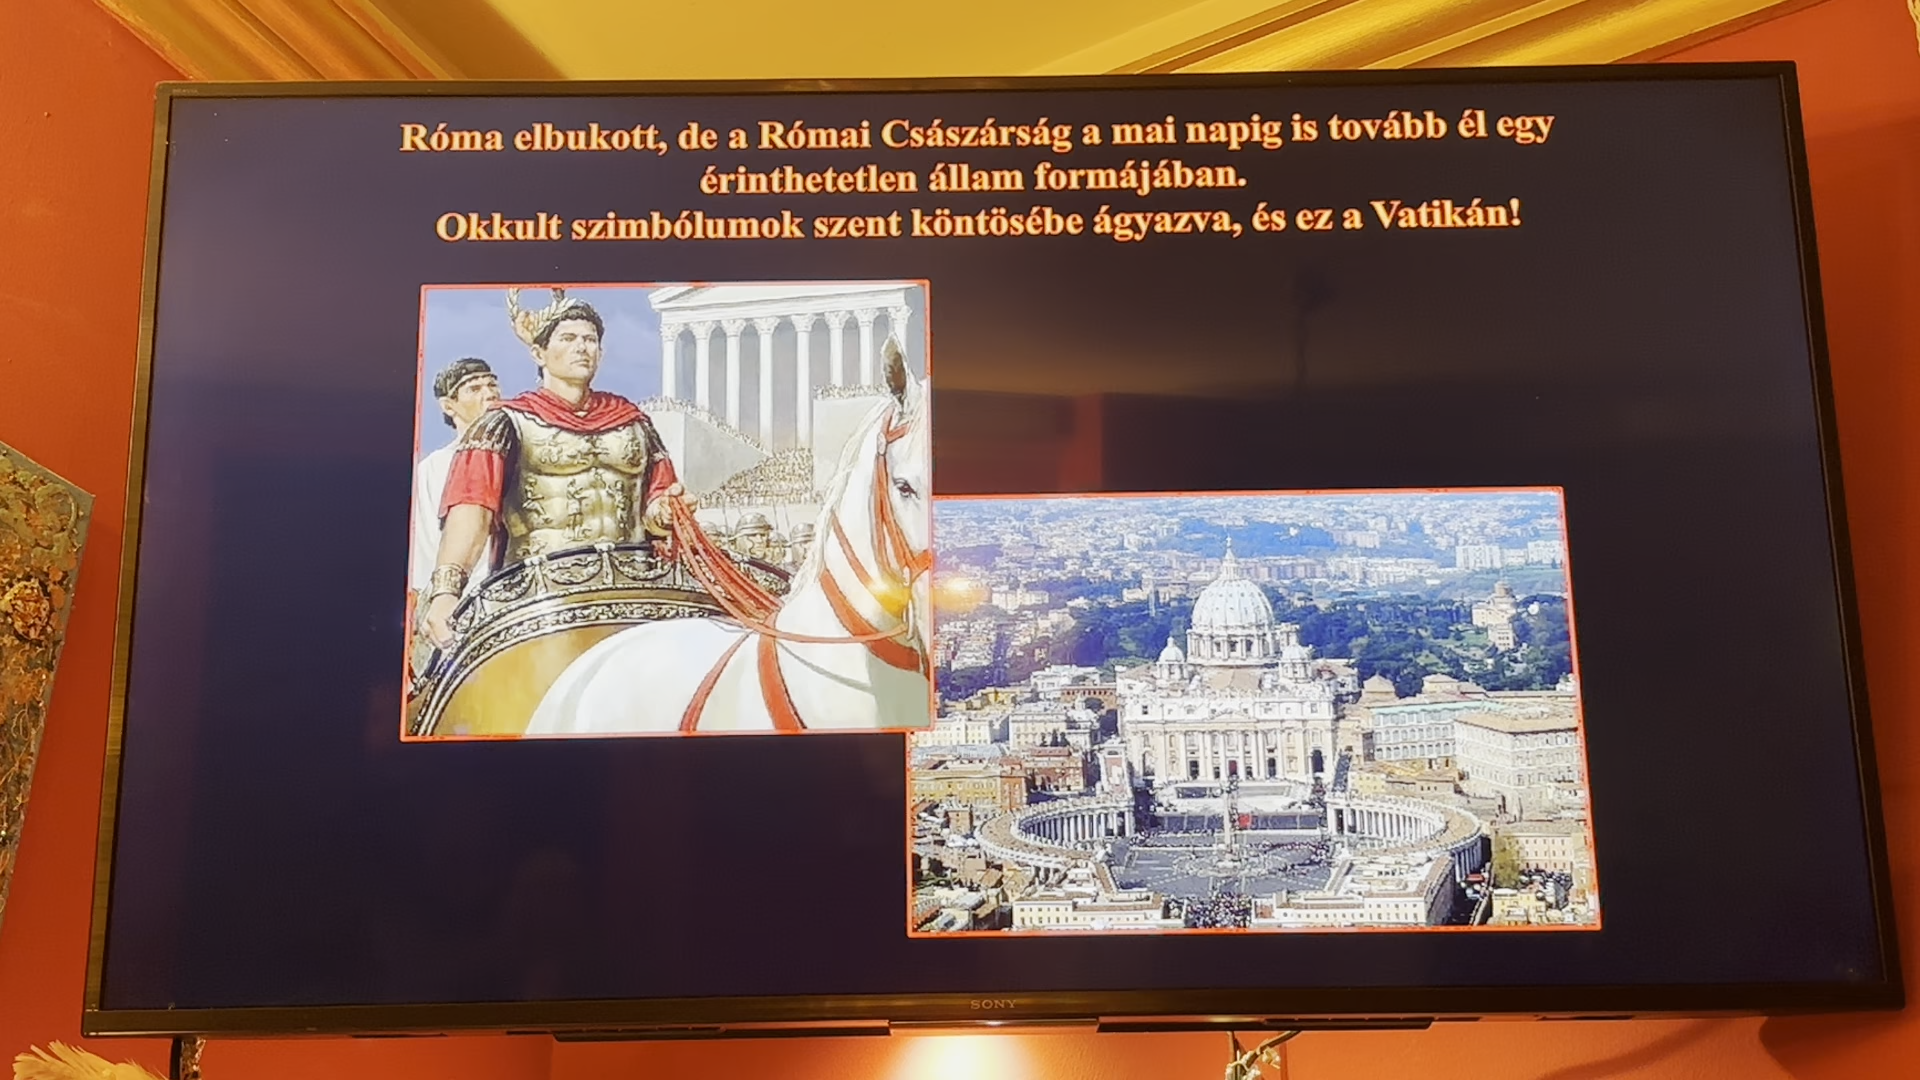 Róma elbukott, de a Római Császárság a mai napig is tovább él egy
érinthetetlen állam formájában.
Okkult szimbólumok szent köntösébe ágyazva, és ez a Vatikán!
SONY